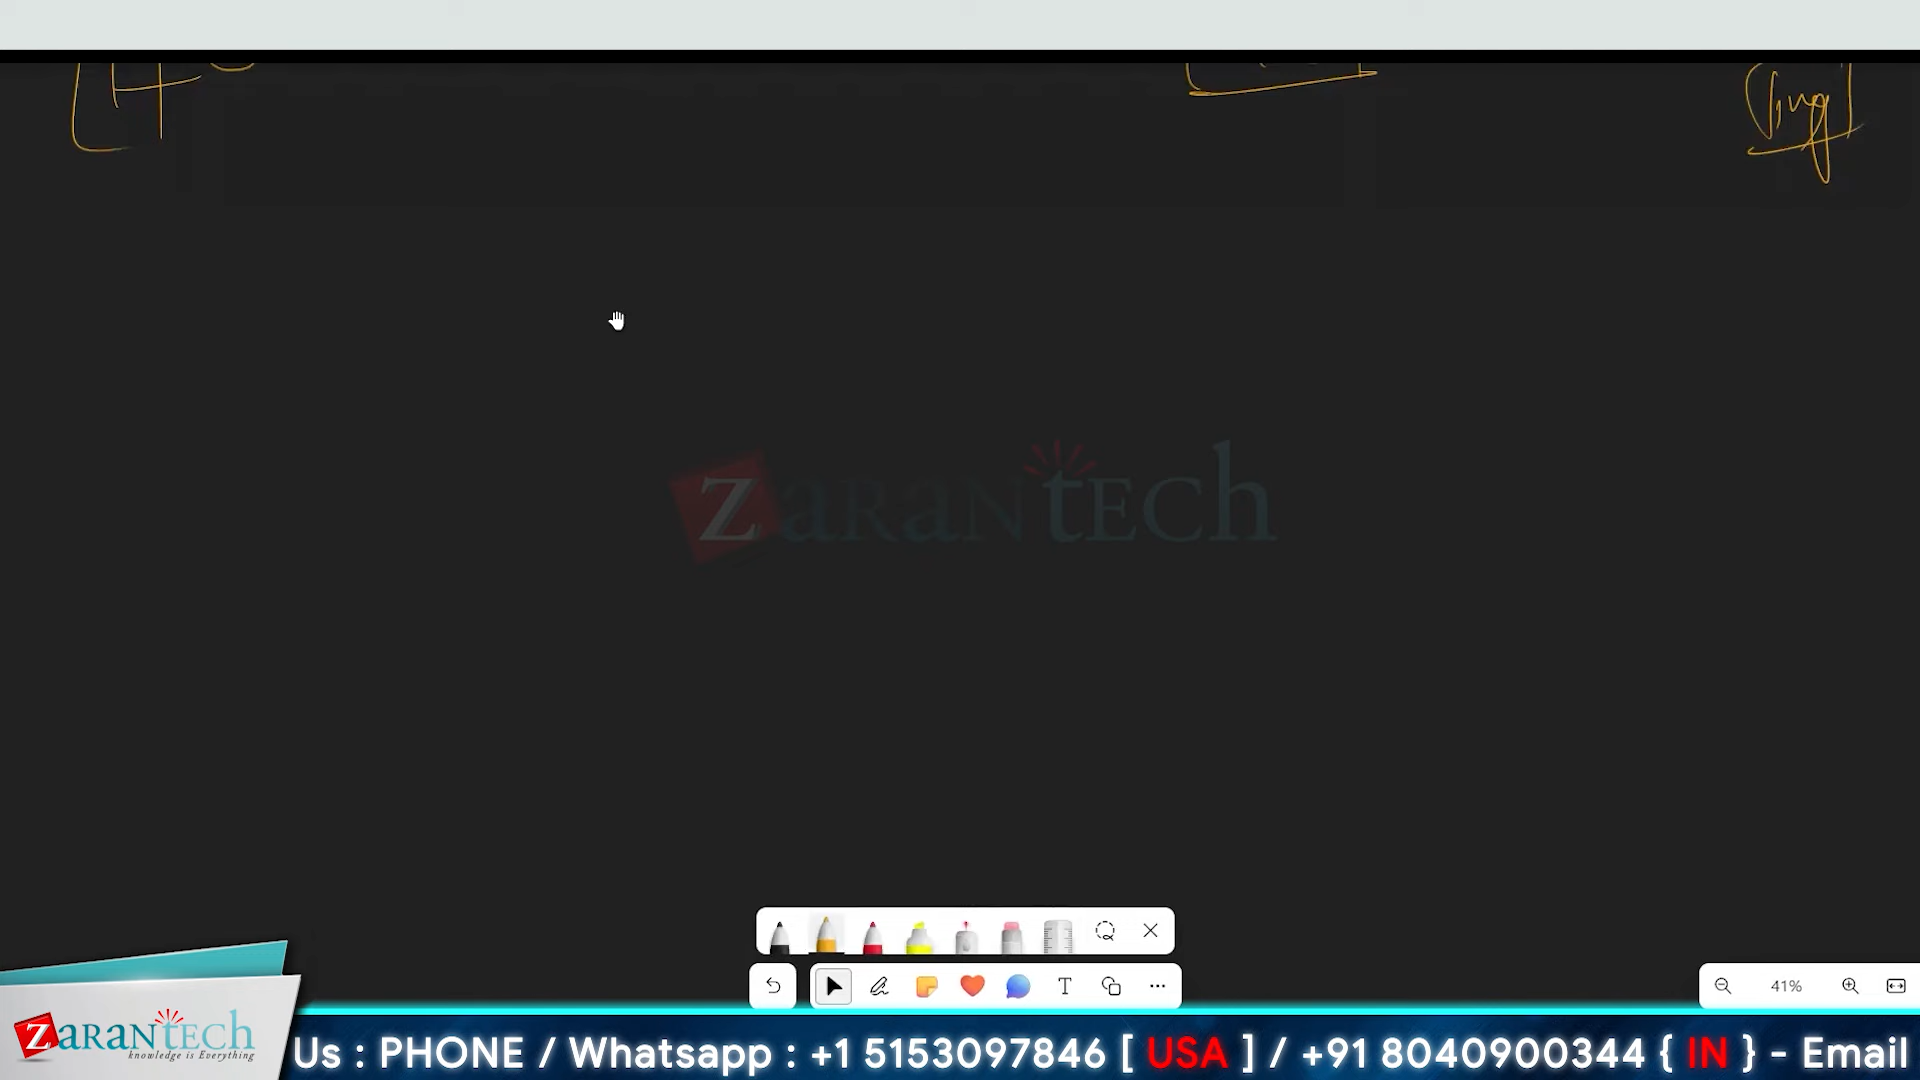 ZaranTech
41%
ZaranTech
knowledge is Everything
Us : PHONE / Whatsapp : +1 5153097846 [ USA ] / +91 8040900344 { IN } - Email